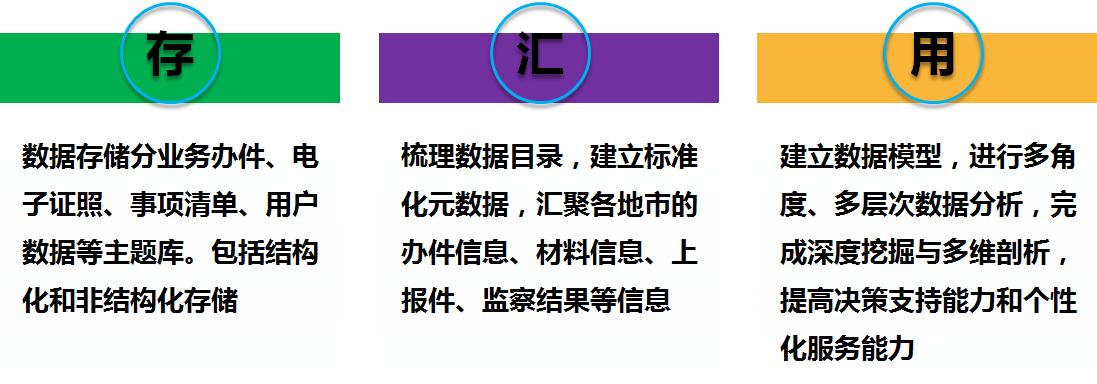 存
数据存储分业务办件、电
子证照、事项清单、用户
数据等主题库。包括结构
化和非结构化存储
汇
梳理数据目录，建立标准
化元数据，汇聚各地市的
办件信息、材料信息、上
报件、监察结果等信息
用
建立数据模型，进行多角
度、多层次数据分析，完
成深度挖掘与多维剖析，
提高决策支持能力和个性
化服务能力